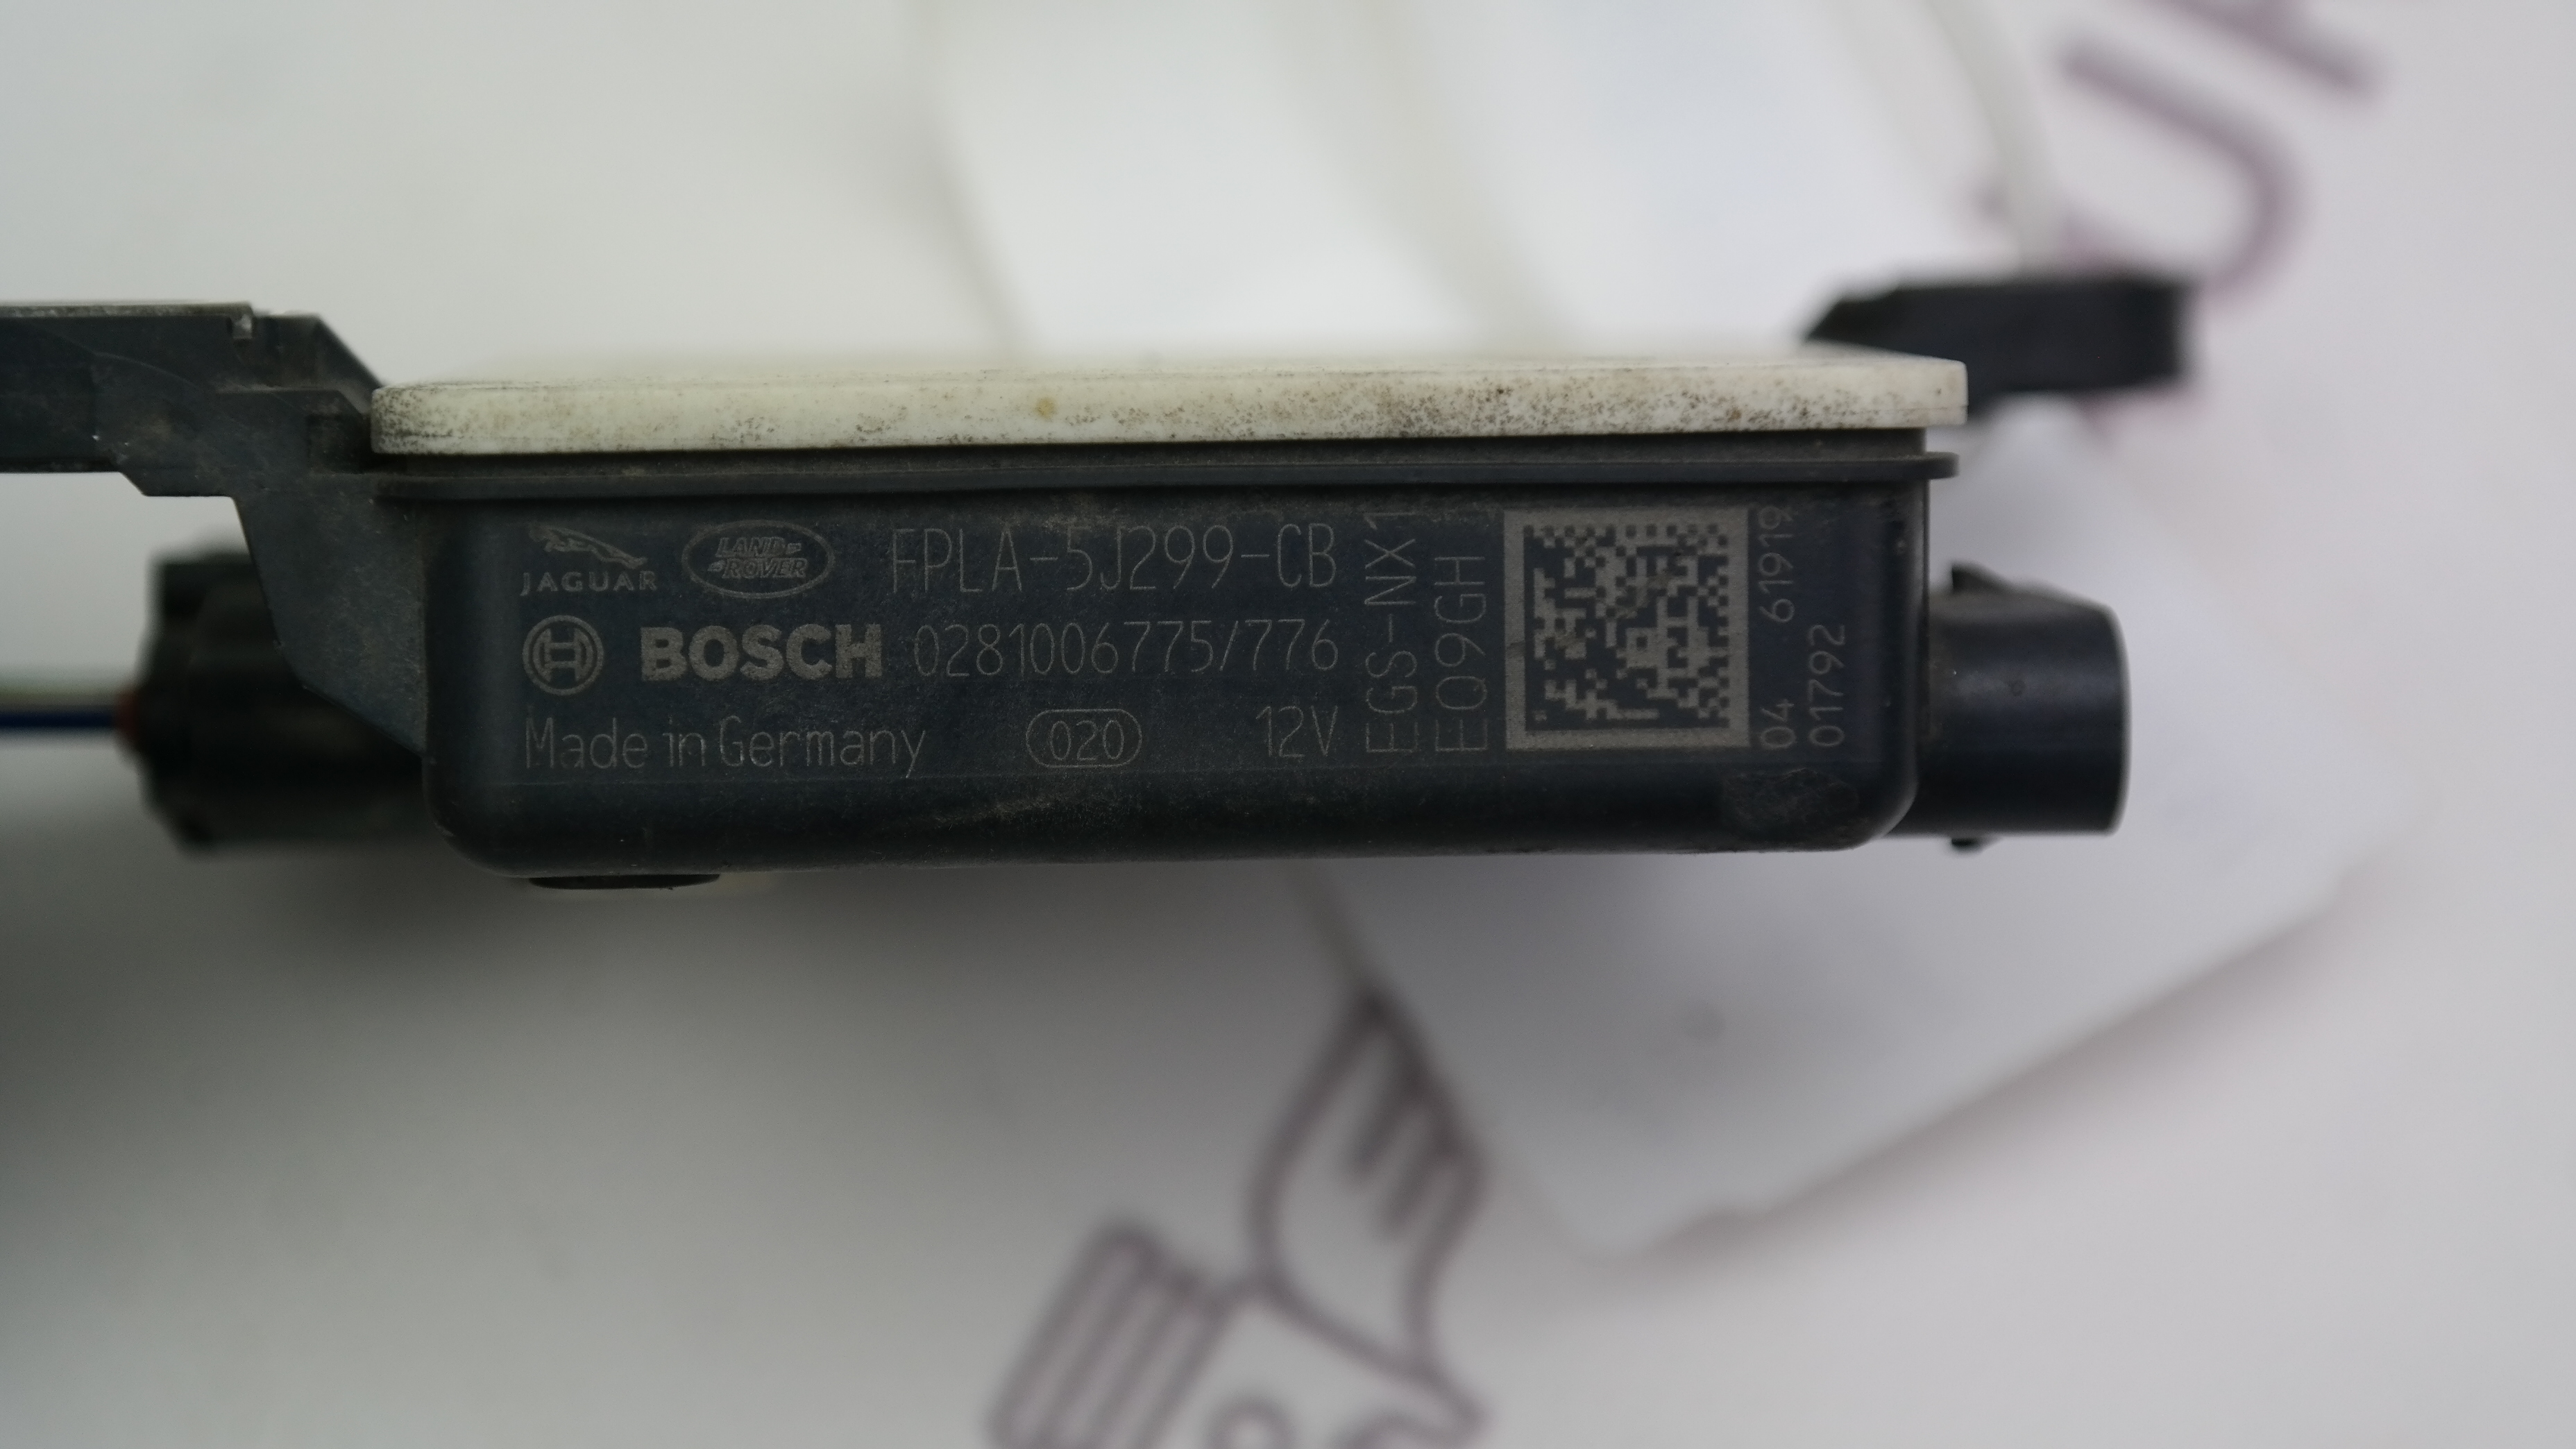 JAGUAR LAND-ROVER FPLA-5J299-CB
BOSCH 0281006775/776
Made in Germany 020 12V
EGS-NX1
EQ9GH
04 61919
01792